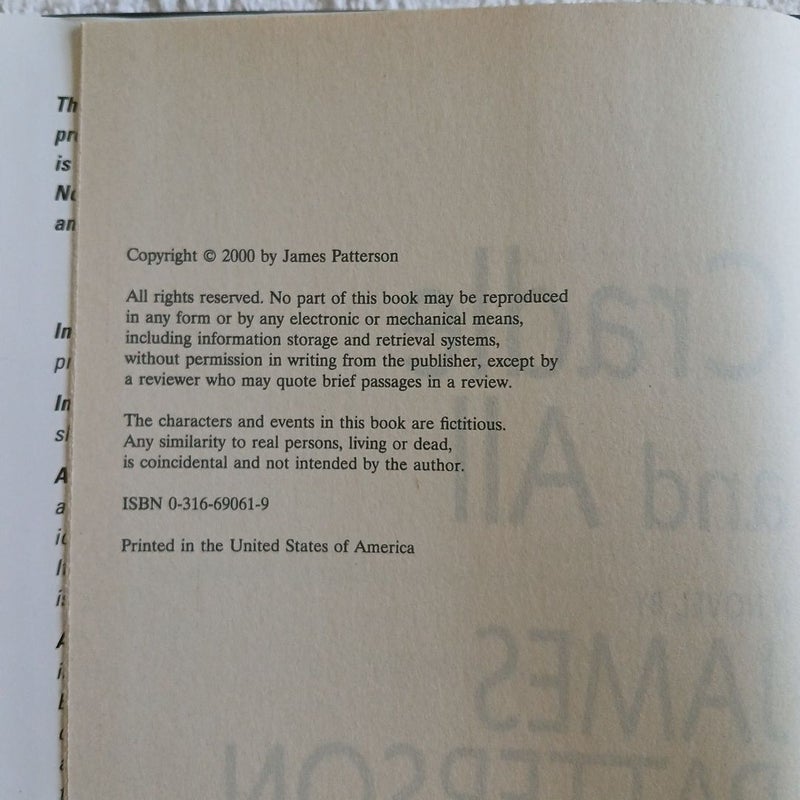 Copyright © 2000 by James Patterson
All rights reserved. No part of this book may be reproduced
in any form or by any electronic or mechanical means,
including information storage and retrieval systems,
without permission in writing from the publisher, except by
a reviewer who may quote brief passages in a review.
The characters and events in this book are fictitious.
Any similarity to real persons, living or dead,
is coincidental and not intended by the author.
ISBN 0-316-69061-9
Printed in the United States of America